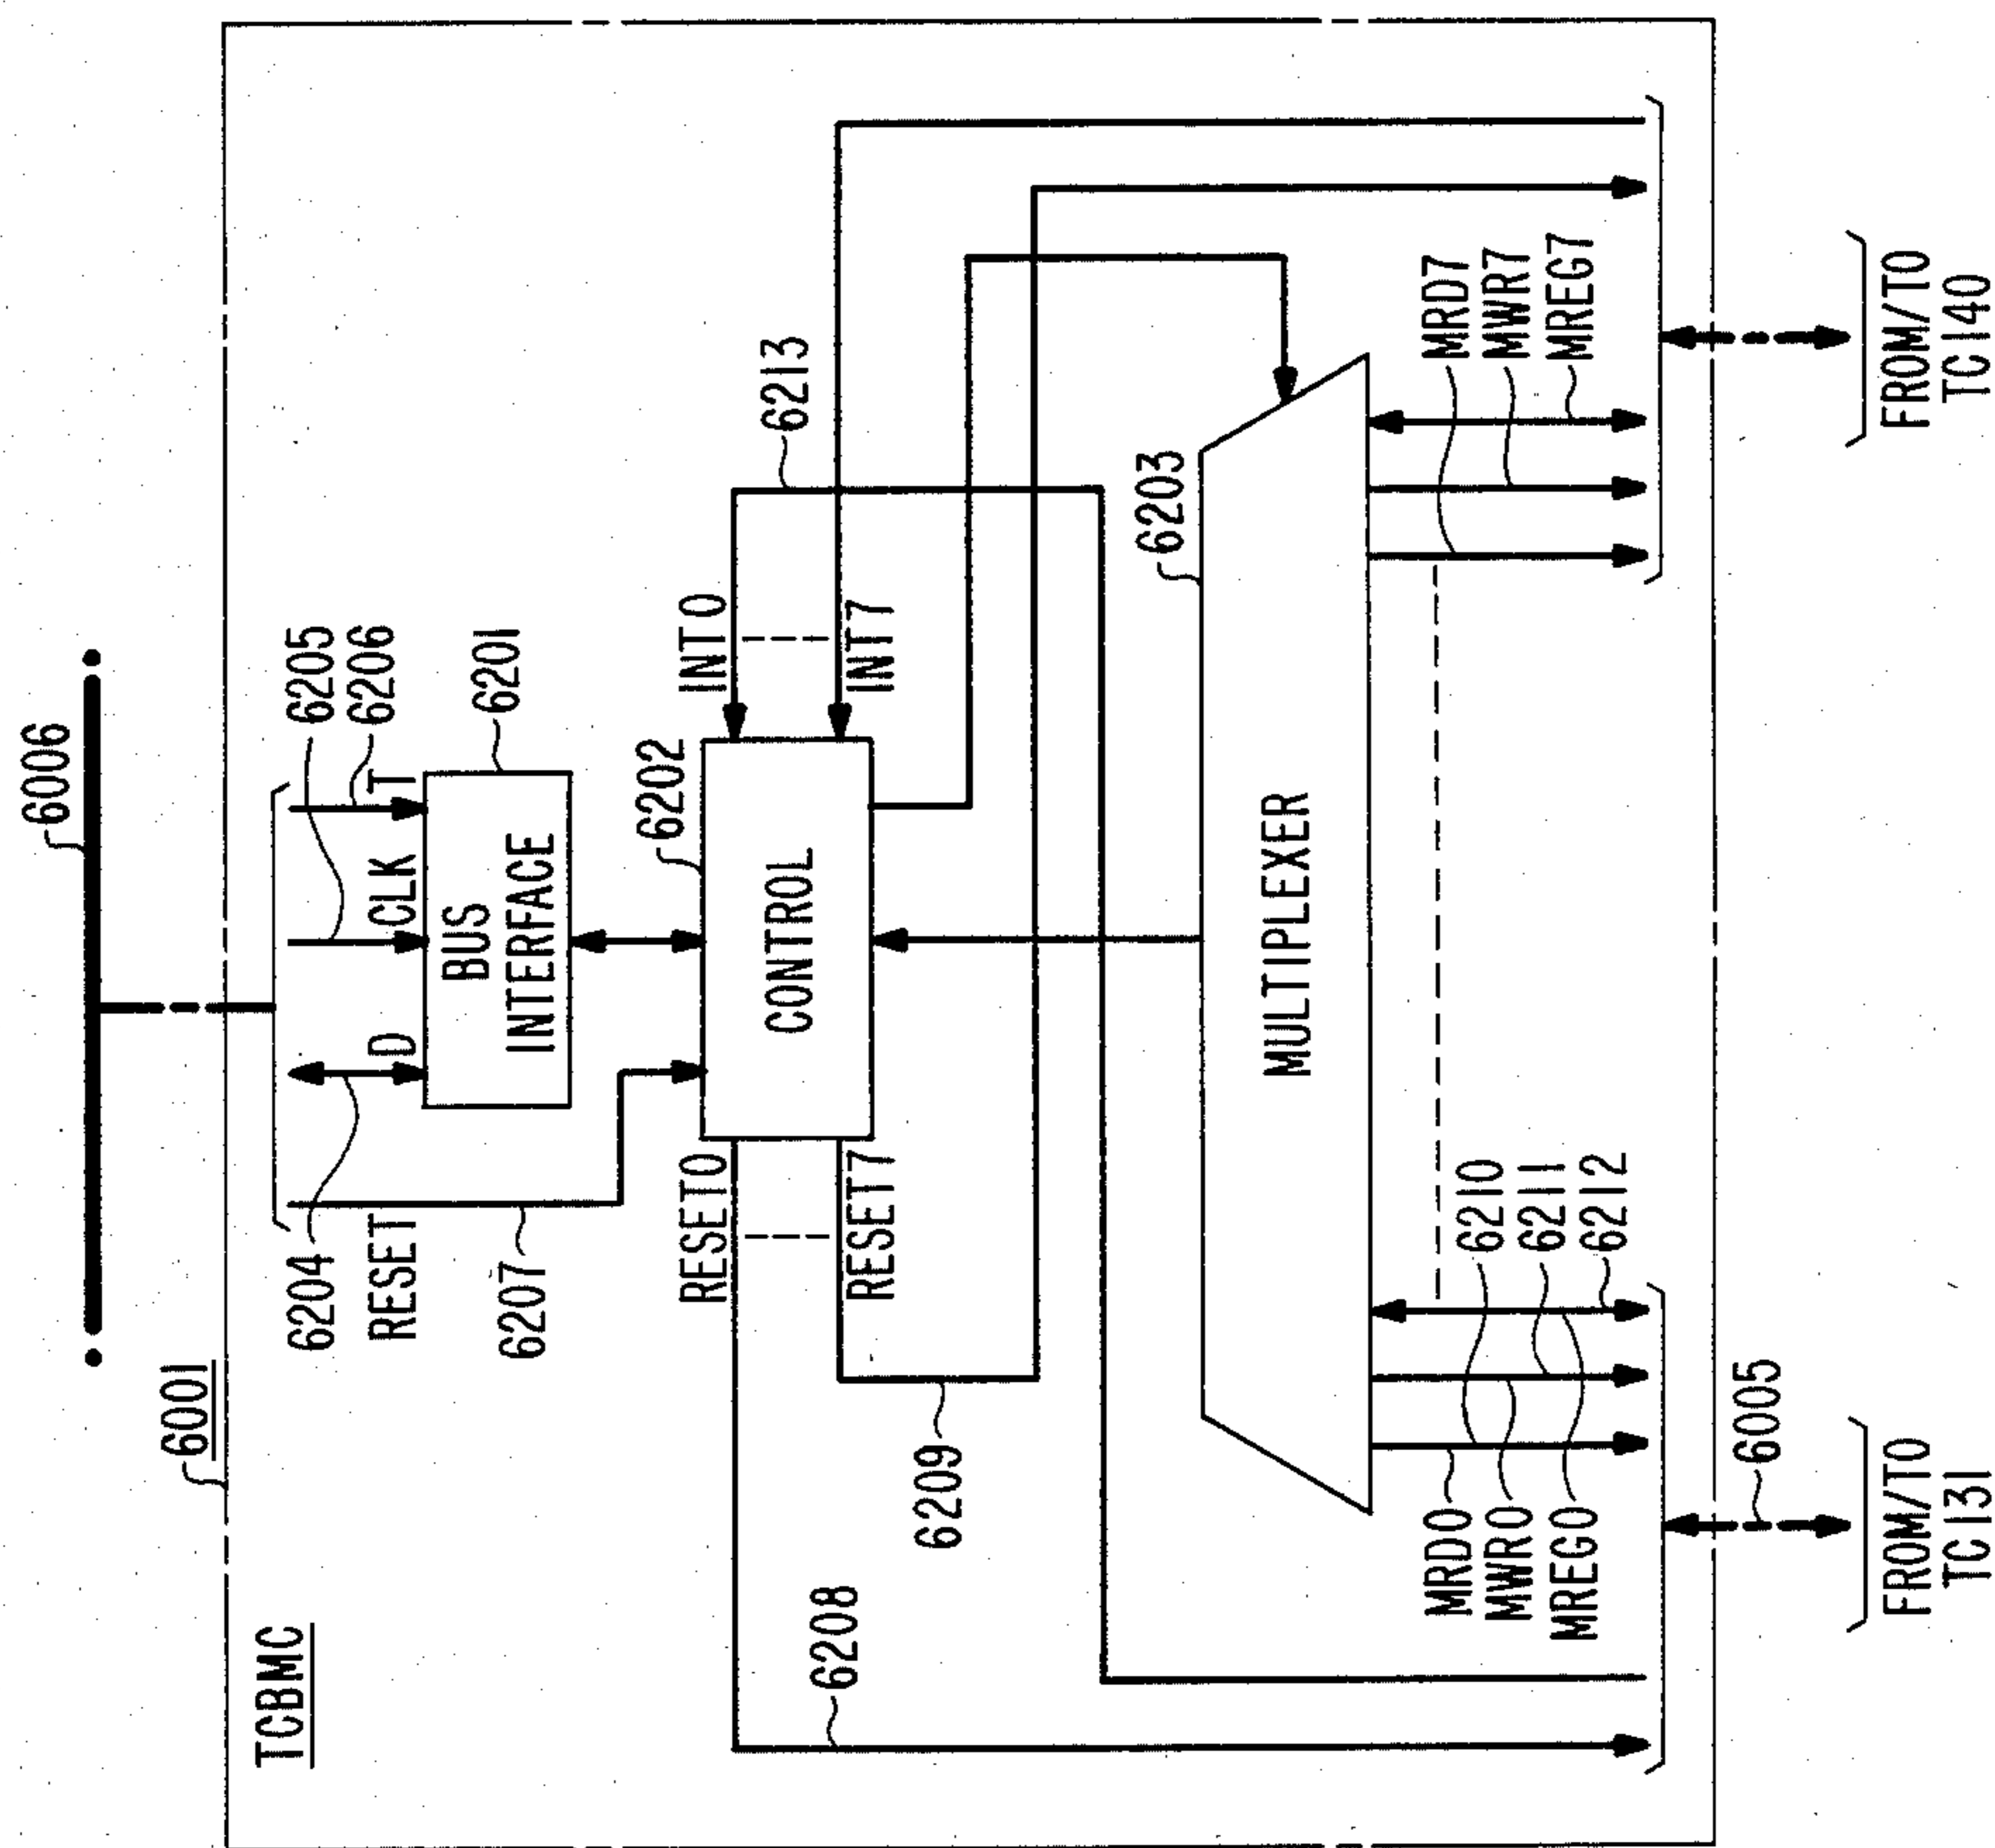 TCBMC
6001
6006
6204
RESET
6207
D
CLK
T
6205
6206
BUS
INTERFACE
6201
6202
CONTROL
RESET0
RESET7
INT0
INT7
6213
6208
6209
6203
MULTIPLEXER
MRD0
MWR0
MREG0
6210
6211
6212
MRD7
MWR7
MREG7
6005
FROM/TO
TC131
FROM/TO
TC140